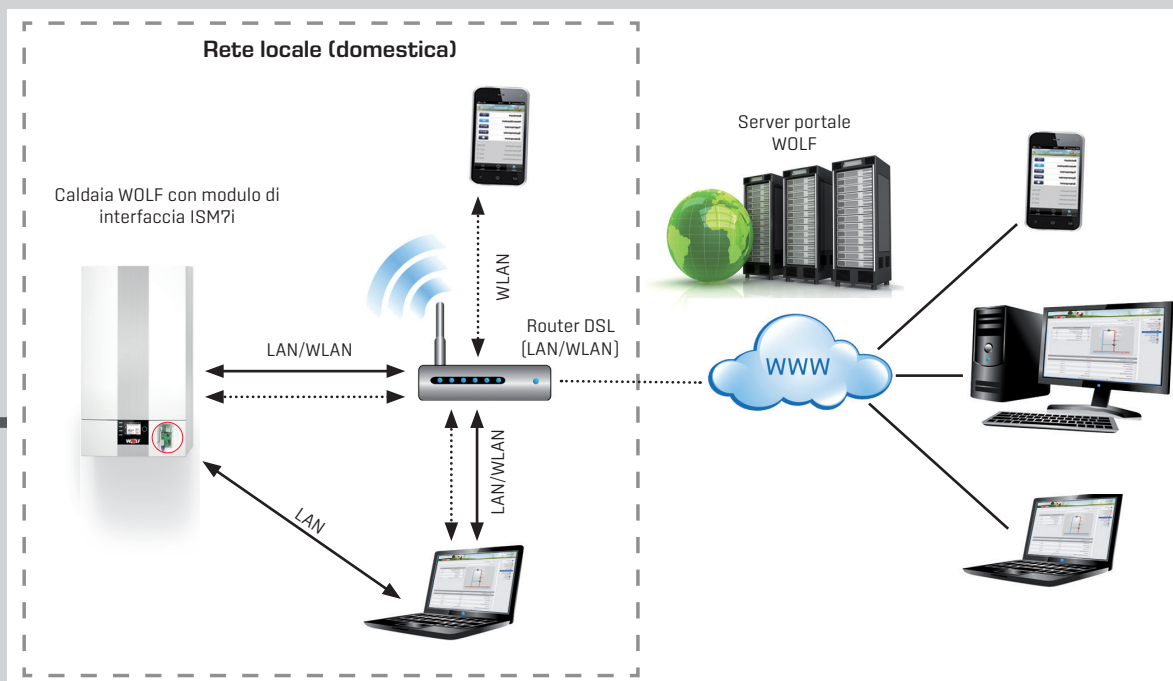 Rete locale (domestica)
Server portale
WOLF
Caldaia WOLF con modulo di
interfaccia ISM7i
WLAN
Router DSL
(LAN/WLAN)
LAN/WLAN
WWW
WOLF
LAN/WLAN
LAN